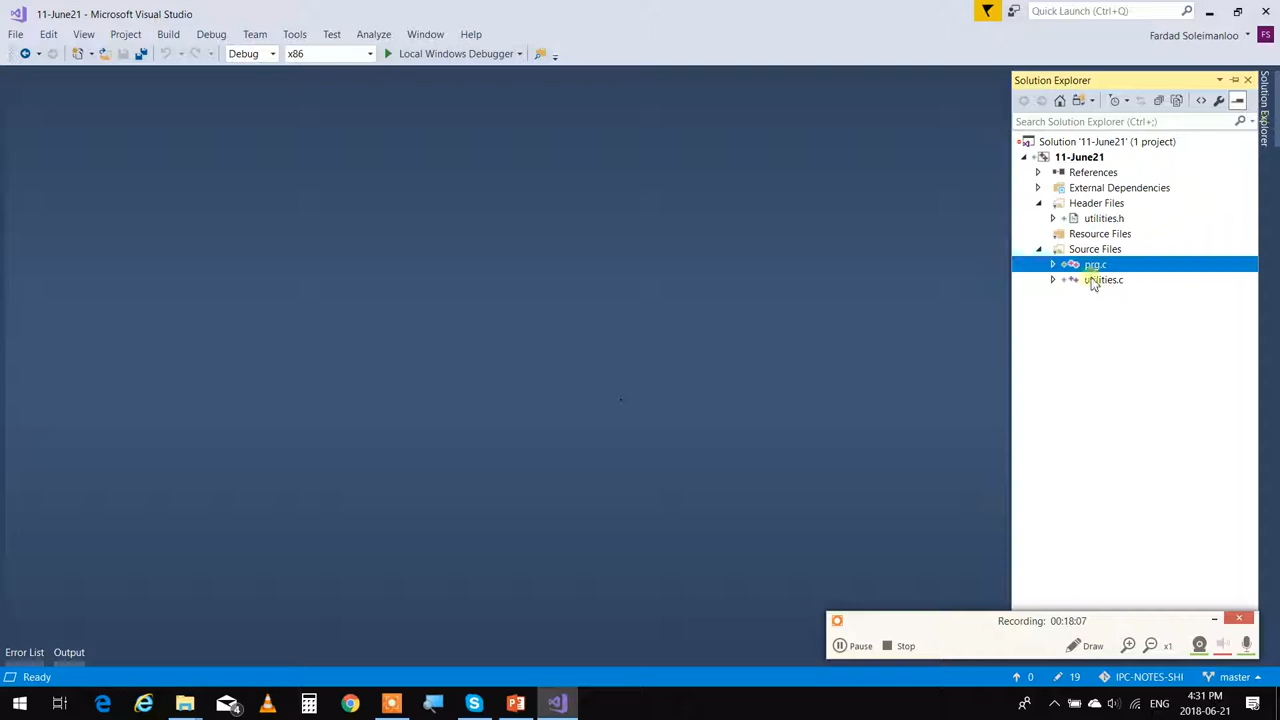 11-June21 - Microsoft Visual Studio
Quick Launch (Ctrl+Q)
File Edit View Project Build Debug Team Tools Test Analyze Window Help
Fardad Soleimanloo FS
Debug x86 Local Windows Debugger
Solution Explorer
Search Solution Explorer (Ctrl+;)
Solution '11-June21' (1 project)
11-June21
References
External Dependencies
Header Files
utilities.h
Resource Files
Source Files
prg.c
utilities.c
Solution Explorer
Recording: 00:18:07
Pause Stop Draw x1
Error List Output
Ready
0 19 IPC-NOTES-SHI master
4
ENG
4:31 PM
2018-06-21